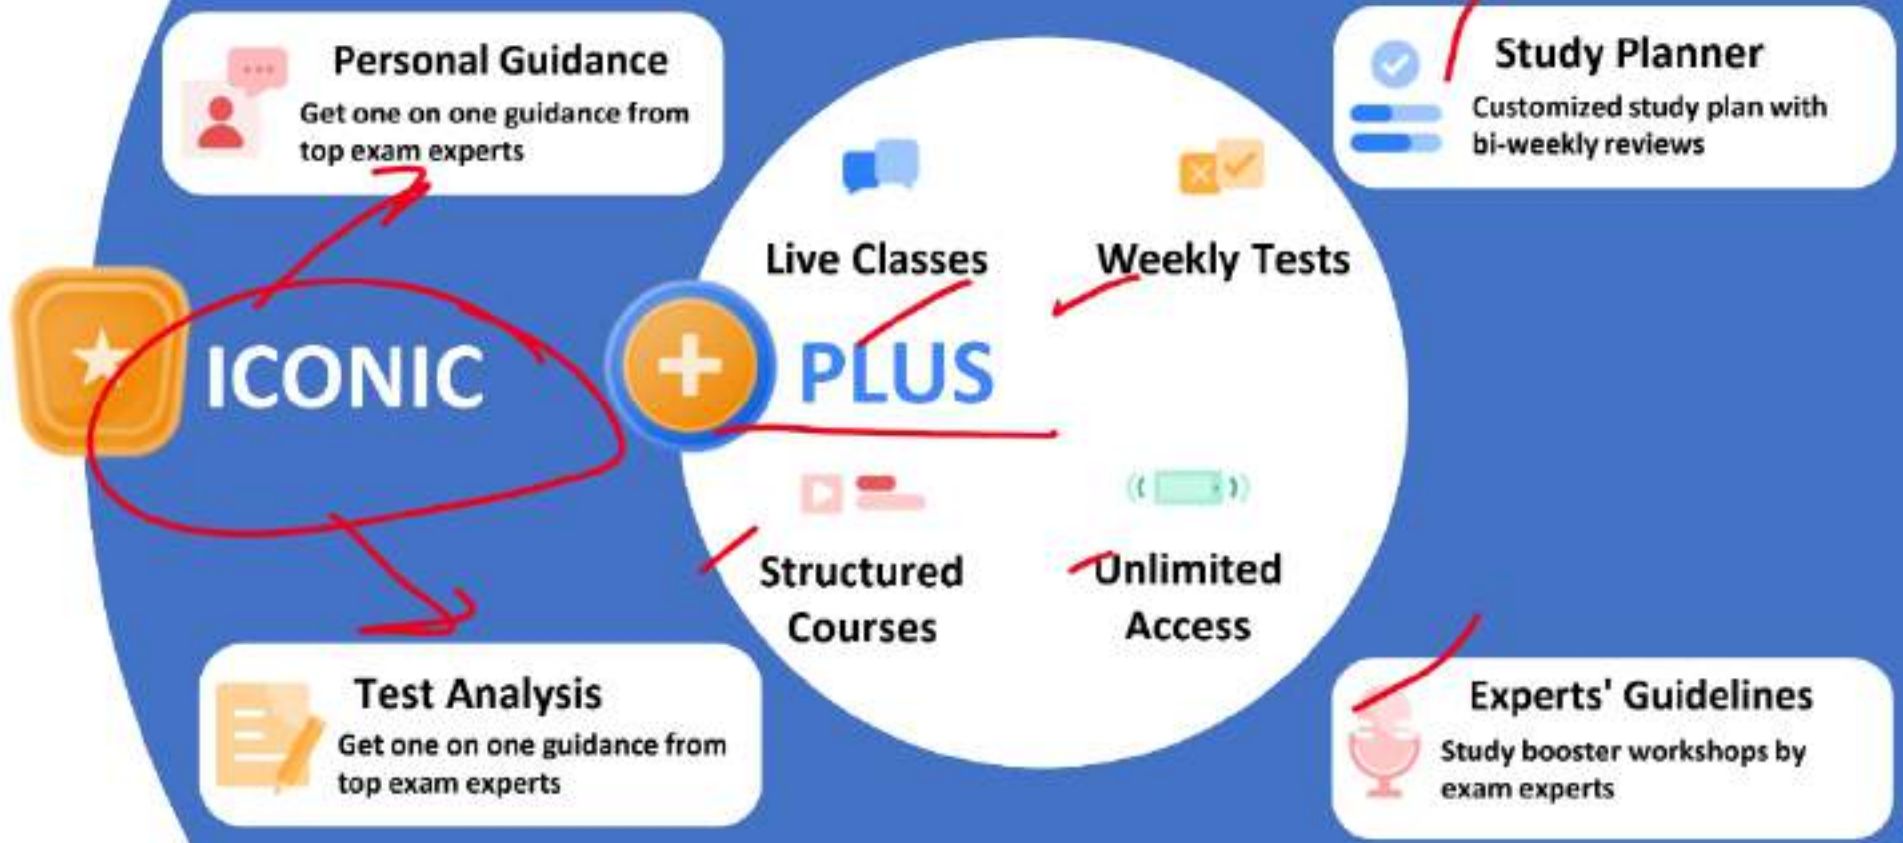 Personal Guidance
Get one on one guidance from
top exam experts
Study Planner
Customized study plan with
bi-weekly reviews
Live Classes
Weekly Tests
ICONIC
PLUS
Structured
Courses
Unlimited
Access
Test Analysis
Get one on one guidance from
top exam experts
Experts' Guidelines
Study booster workshops by
exam experts